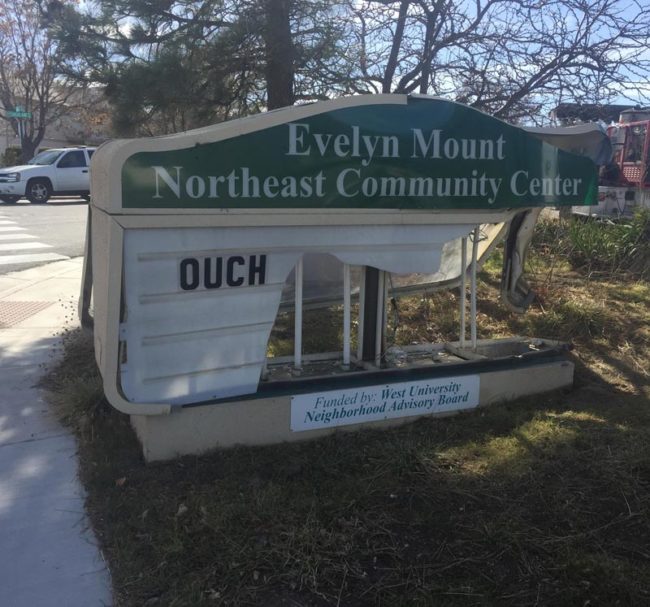 Evelyn Mount
Northeast Community Center
OUCH
Funded by: West University
Neighborhood Advisory Board